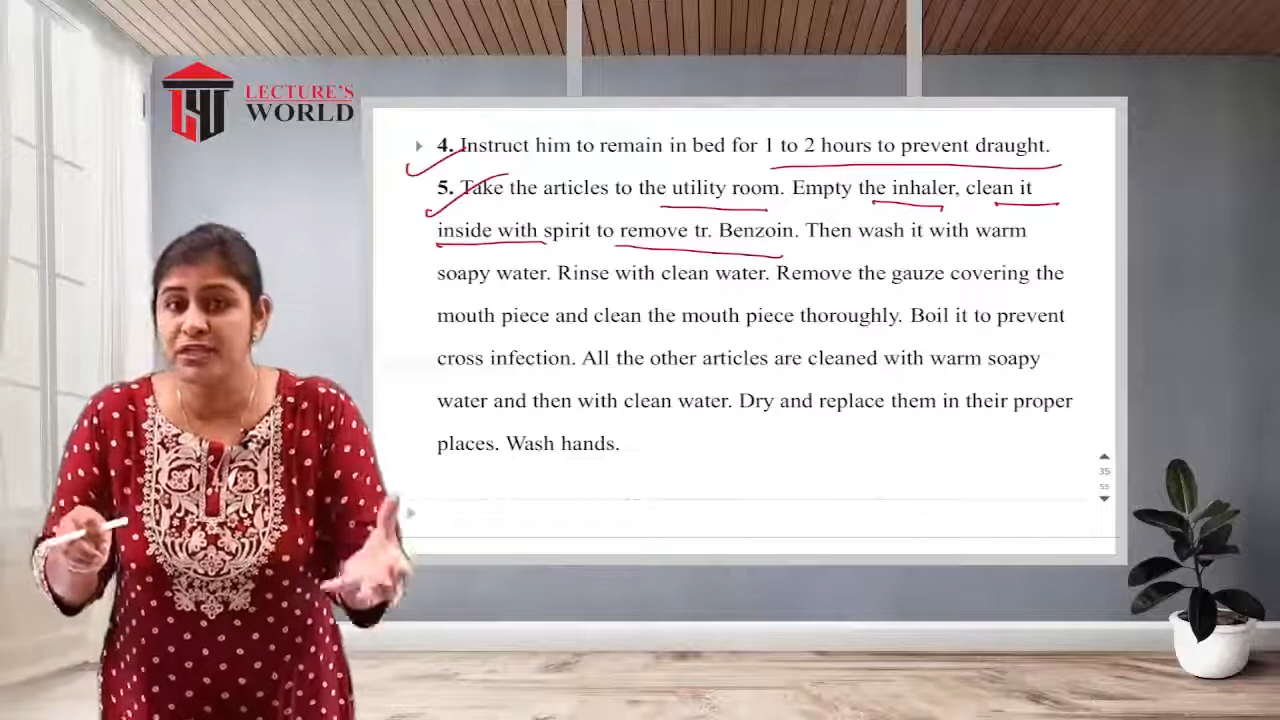 LECTURE'S
WORLD
4. Instruct him to remain in bed for 1 to 2 hours to prevent draught.
5. Take the articles to the utility room. Empty the inhaler, clean it
inside with spirit to remove tr. Benzoin. Then wash it with warm
soapy water. Rinse with clean water. Remove the gauze covering the
mouth piece and clean the mouth piece thoroughly. Boil it to prevent
cross infection. All the other articles are cleaned with warm soapy
water and then with clean water. Dry and replace them in their proper
places. Wash hands.
35
55